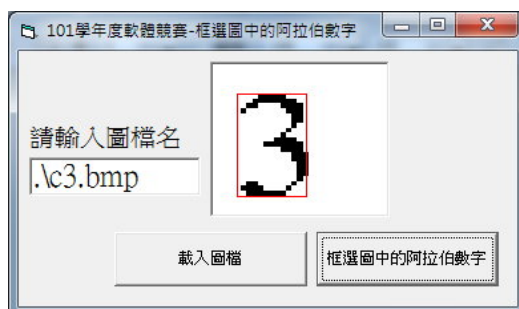 101學年度軟體競賽-框選圖中的阿拉伯數字
請輸入圖檔名
.\c3.bmp
3
載入圖檔
框選圖中的阿拉伯數字